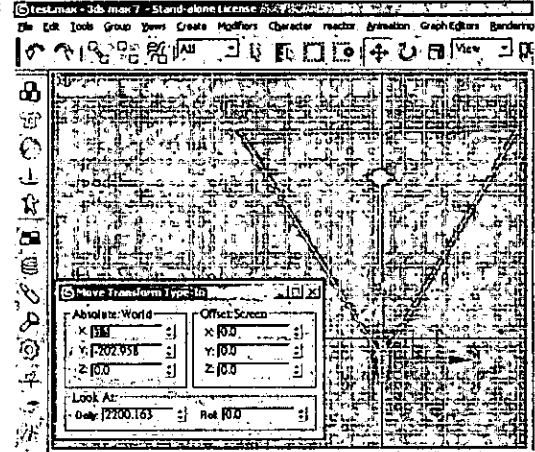 test.max - 3ds max 7 - Stand-alone License
File Edit Tools Group Views Create Modifiers Character reactor Animation Graph Editors Rendering
All
View
Move Transform Type-In
Absolute: World
Offset: Screen
X:
X: 0.0
Y: -202.958
Y: 0.0
Z: 0.0
Z: 0.0
Look At:
Dolly: 2200.163
Roll: 0.0